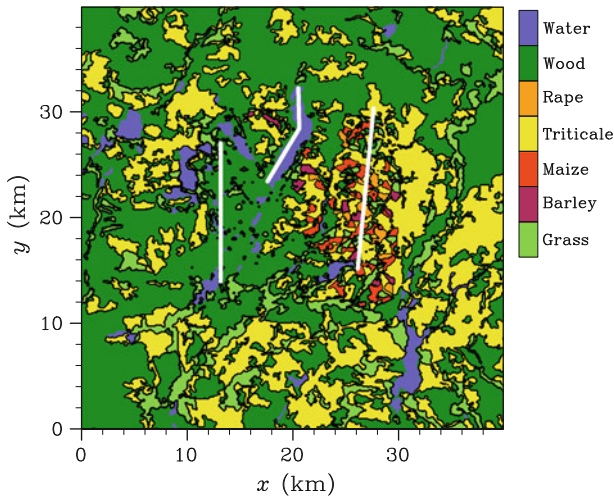 Water
Wood
Rape
Triticale
Maize
Barley
Grass
30
20
10
0
y (km)
0 10 20 30
x (km)